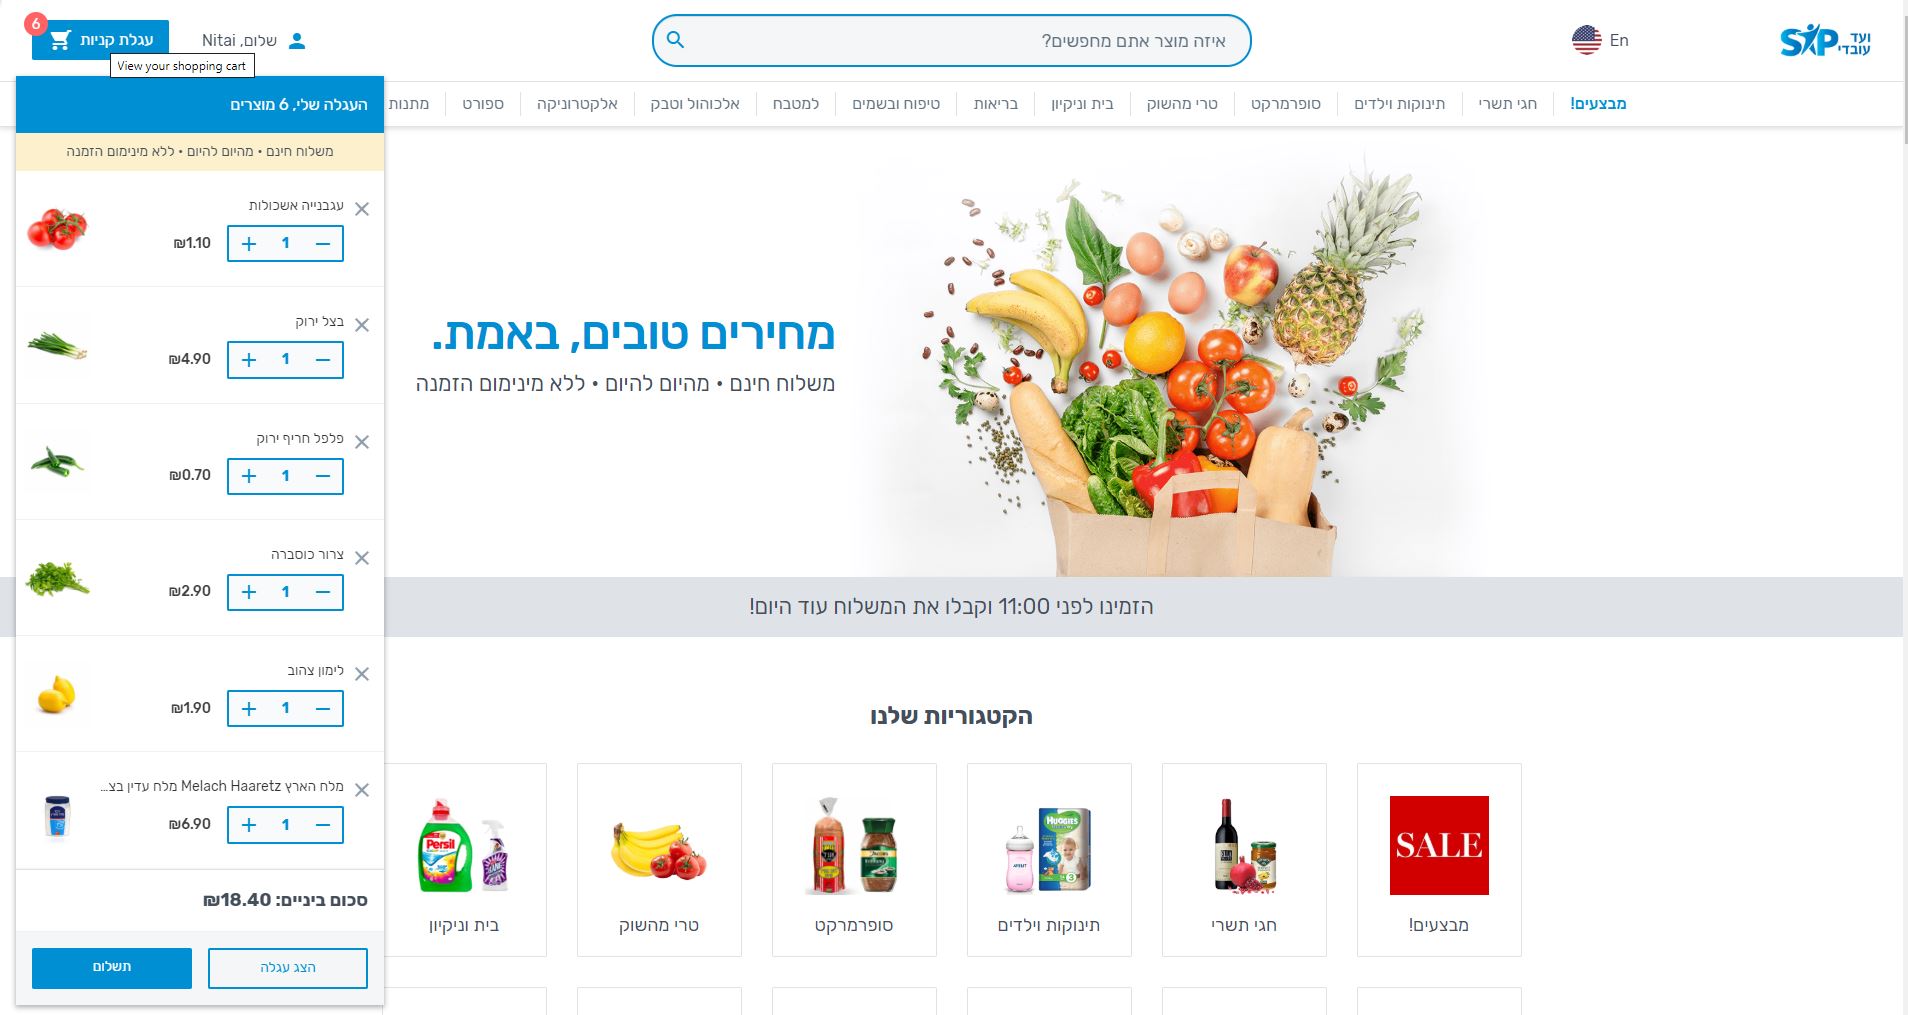 ועד
עובדי SAP
En
איזה מוצר אתם מחפשים?
שלום, Nitai
עגלת קניות
6
View your shopping cart
מבצעים!
חגי תשרי
תינוקות וילדים
סופרמרקט
טרי מהשוק
בית וניקיון
בריאות
טיפוח ובשמים
למטבח
אלכוהול וטבק
אלקטרוניקה
ספורט
מתנות
העגלה שלי, 6 מוצרים
משלוח חינם • מהיום להיום • ללא מינימום הזמנה
עגבנייה אשכולות
1
₪1.10
בצל ירוק
1
₪4.90
פלפל חריף ירוק
1
₪0.70
צרור כוסברה
1
₪2.90
לימון צהוב
1
₪1.90
מלח הארץ Melach Haaretz מלח עדין בצ...
1
₪6.90
סכום ביניים: ₪18.40
הצג עגלה
תשלום
מחירים טובים, באמת.
משלוח חינם • מהיום להיום • ללא מינימום הזמנה
הזמינו לפני 11:00 וקבלו את המשלוח עוד היום!
הקטגוריות שלנו
SALE
HUGGIES
AVENT
3
JACOBS
Persil
מבצעים!
חגי תשרי
תינוקות וילדים
סופרמרקט
טרי מהשוק
בית וניקיון